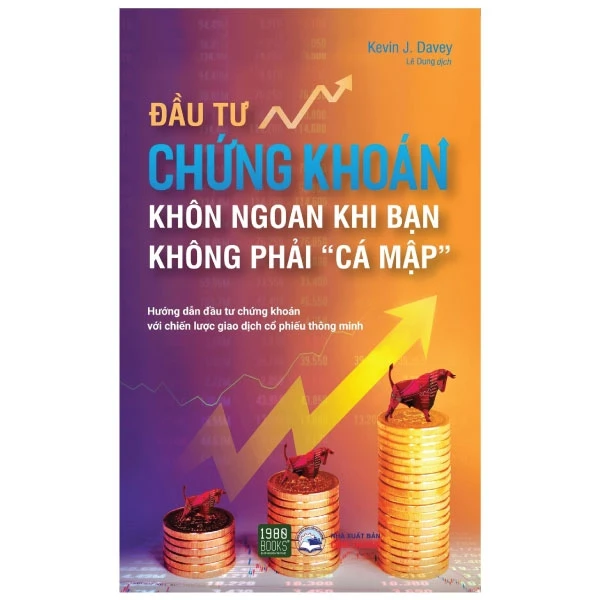 Kevin J. Davey
Lê Dung dịch
ĐẦU TƯ
CHỨNG KHOÁN
KHÔN NGOAN KHI BẠN
KHÔNG PHẢI “CÁ MẬP”
Hướng dẫn đầu tư chứng khoán
với chiến lược giao dịch cổ phiếu thông minh
1980
BOOKS
NHÀ XUẤT BẢN